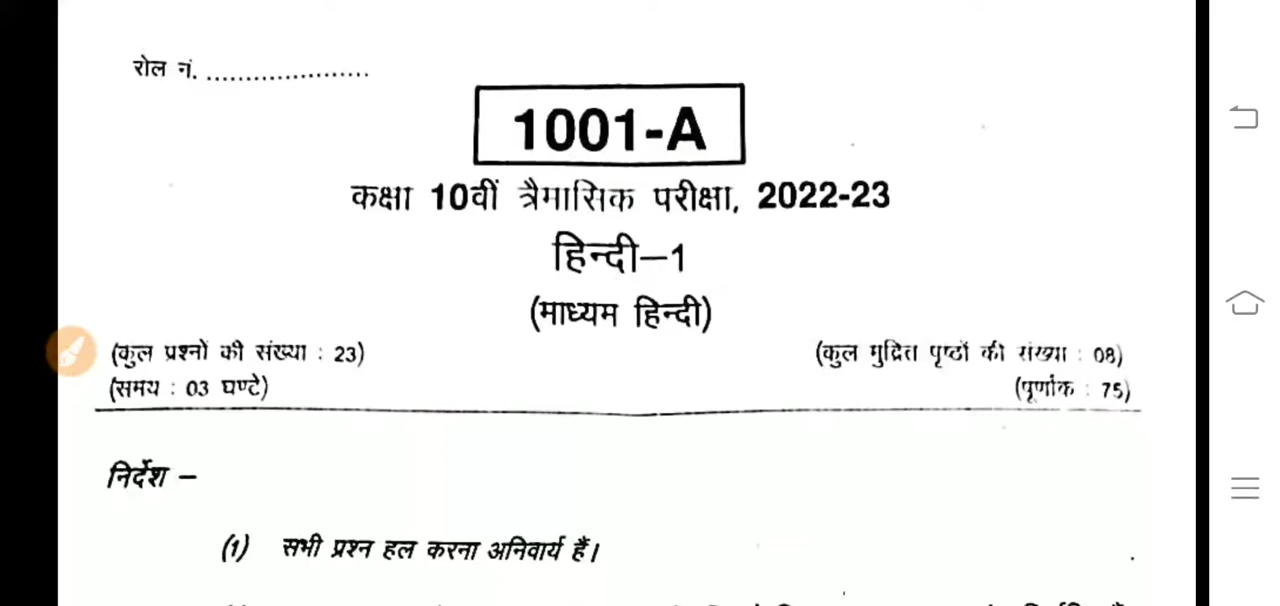 रोल नं. ......................
1001-A
कक्षा 10वीं त्रैमासिक परीक्षा, 2022-23
हिन्दी–1
(माध्यम हिन्दी)
(कुल प्रश्नों की संख्या : 23) (कुल मुद्रित पृष्ठों की संख्या : 08)
(समय : 03 घण्टे) (पूर्णांक : 75)
निर्देश –
(1) सभी प्रश्न हल करना अनिवार्य हैं।